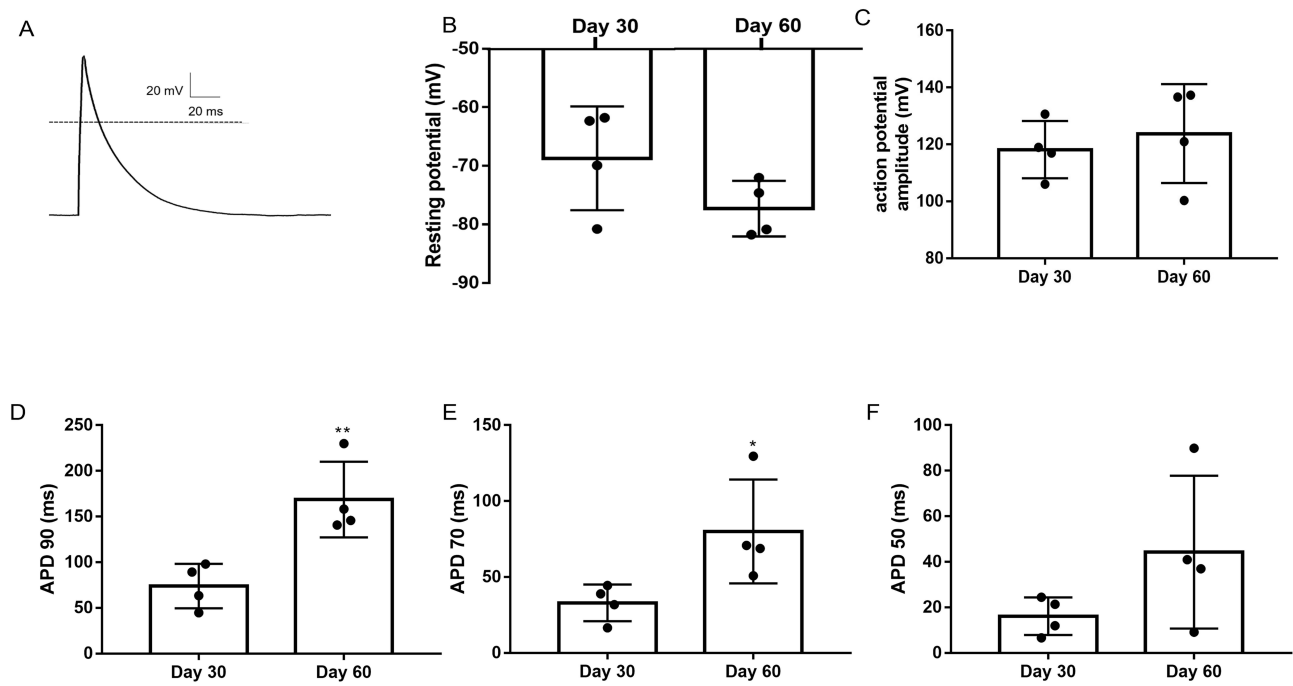 A
20 mV
20 ms
B
Day 30
Day 60
Resting potential (mV)
-50
-60
-70
-80
-90
C
action potential
amplitude (mV)
160
140
120
100
80
Day 30
Day 60
D
APD 90 (ms)
250
200
150
100
50
0
**
Day 30
Day 60
E
APD 70 (ms)
150
100
50
0
*
Day 30
Day 60
F
APD 50 (ms)
100
80
60
40
20
0
Day 30
Day 60